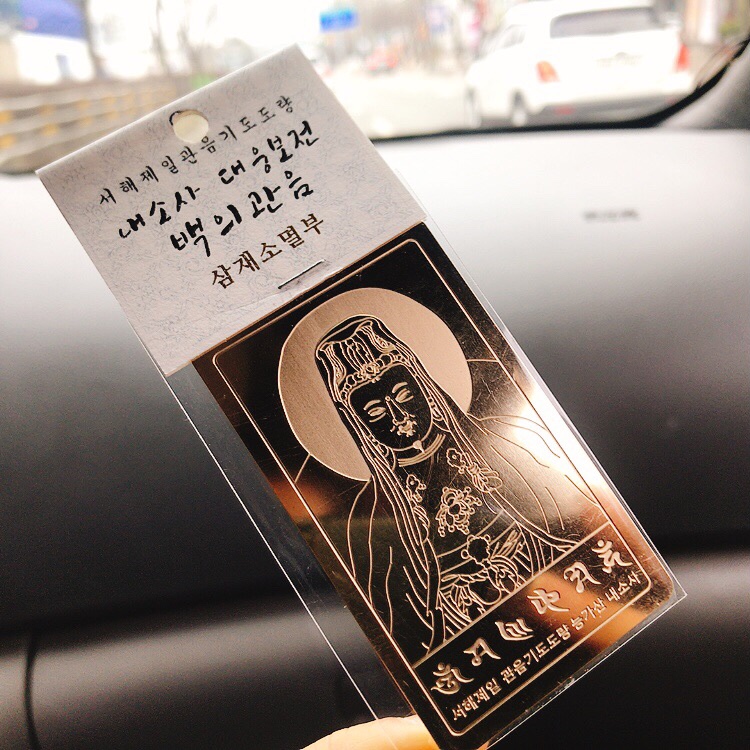 서해제일관음기도도량
내소사 대웅보전
백의관음
삼재소멸부
서해제일 관음기도도량 능가산 내소사